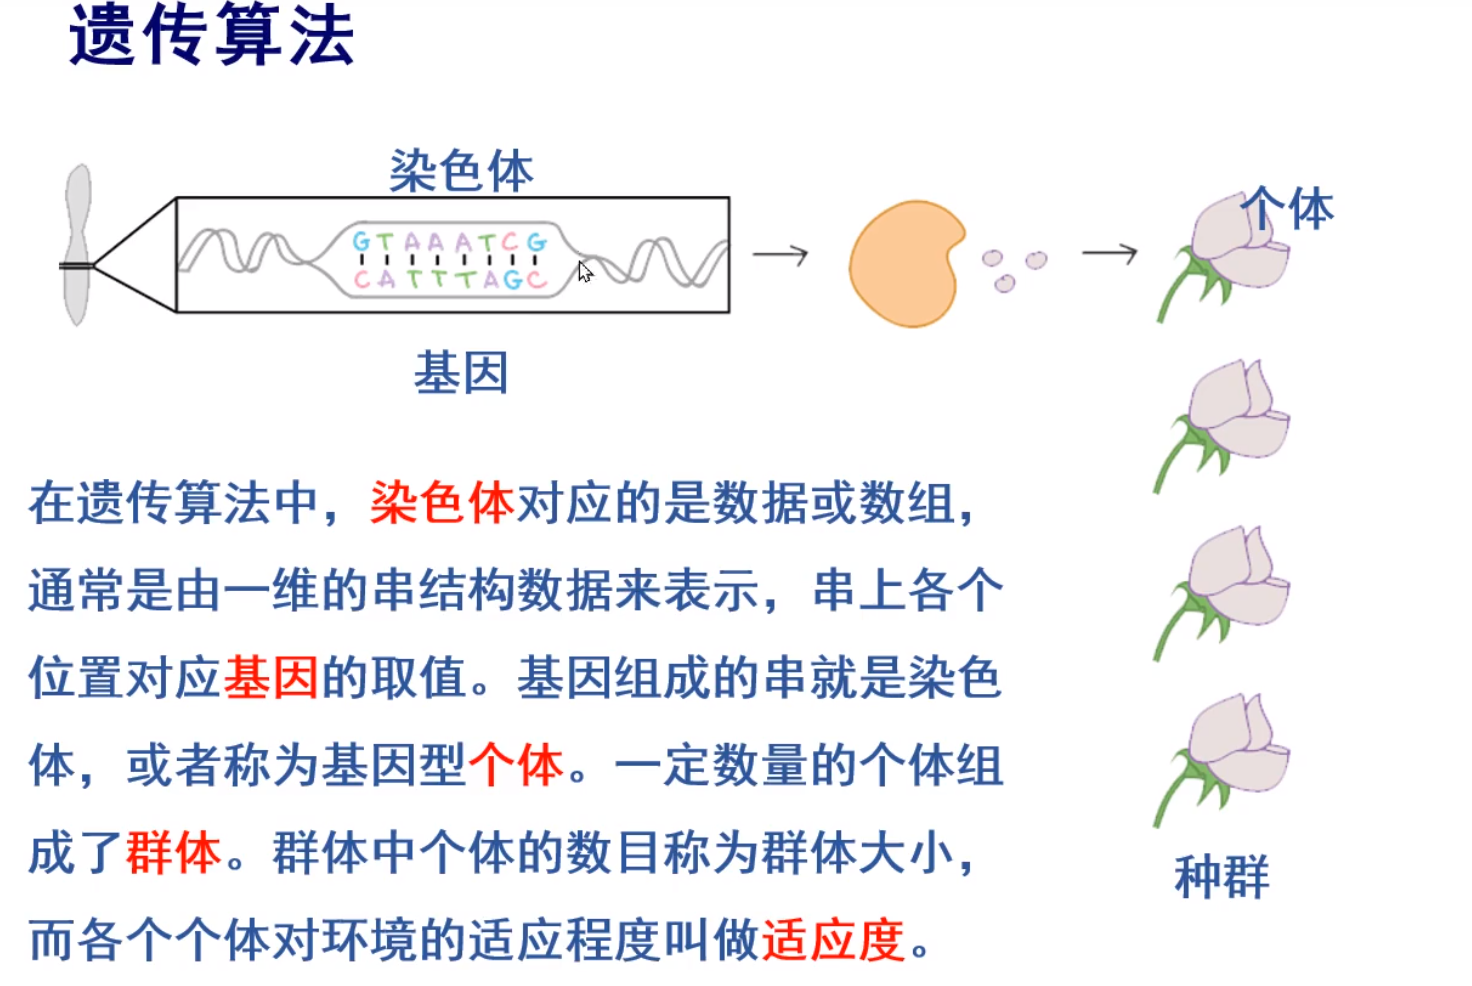 遗传算法
染色体
个体
GTAAATCG
CATTTAGC
基因
在遗传算法中，染色体对应的是数据或数组，
通常是由一维的串结构数据来表示，串上各个
位置对应基因的取值。基因组成的串就是染色
体，或者称为基因型个体。一定数量的个体组
成了群体。群体中个体的数目称为群体大小，
而各个个体对环境的适应程度叫做适应度。
种群